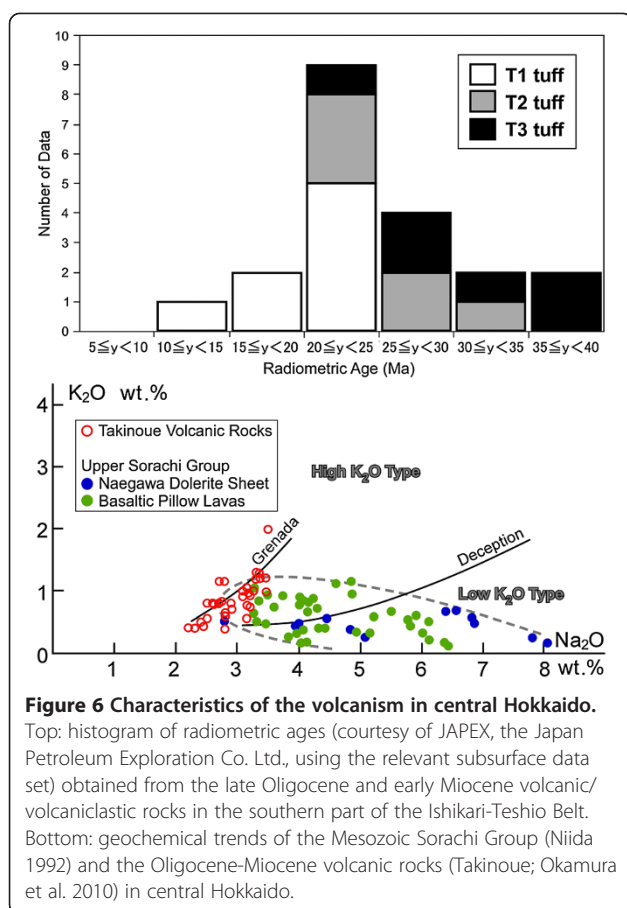 10
9
8
7
6
5
4
3
2
1
0
Number of Data
T1 tuff
T2 tuff
T3 tuff
5≦y<10 10≦y<15 15≦y<20 20≦y<25 25≦y<30 30≦y<35 35≦y<40
Radiometric Age (Ma)
K₂O wt.%
4
3
2
1
0
Takinoue Volcanic Rocks
Upper Sorachi Group
Naegawa Dolerite Sheet
Basaltic Pillow Lavas
High K₂O Type
Grenada
Deception
Low K₂O Type
Na₂O
1 2 3 4 5 6 7 8
wt.%
Figure 6 Characteristics of the volcanism in central Hokkaido.
Top: histogram of radiometric ages (courtesy of JAPEX, the Japan
Petroleum Exploration Co. Ltd., using the relevant subsurface data
set) obtained from the late Oligocene and early Miocene volcanic/
volcaniclastic rocks in the southern part of the Ishikari-Teshio Belt.
Bottom: geochemical trends of the Mesozoic Sorachi Group (Niida
1992) and the Oligocene-Miocene volcanic rocks (Takinoue; Okamura
et al. 2010) in central Hokkaido.